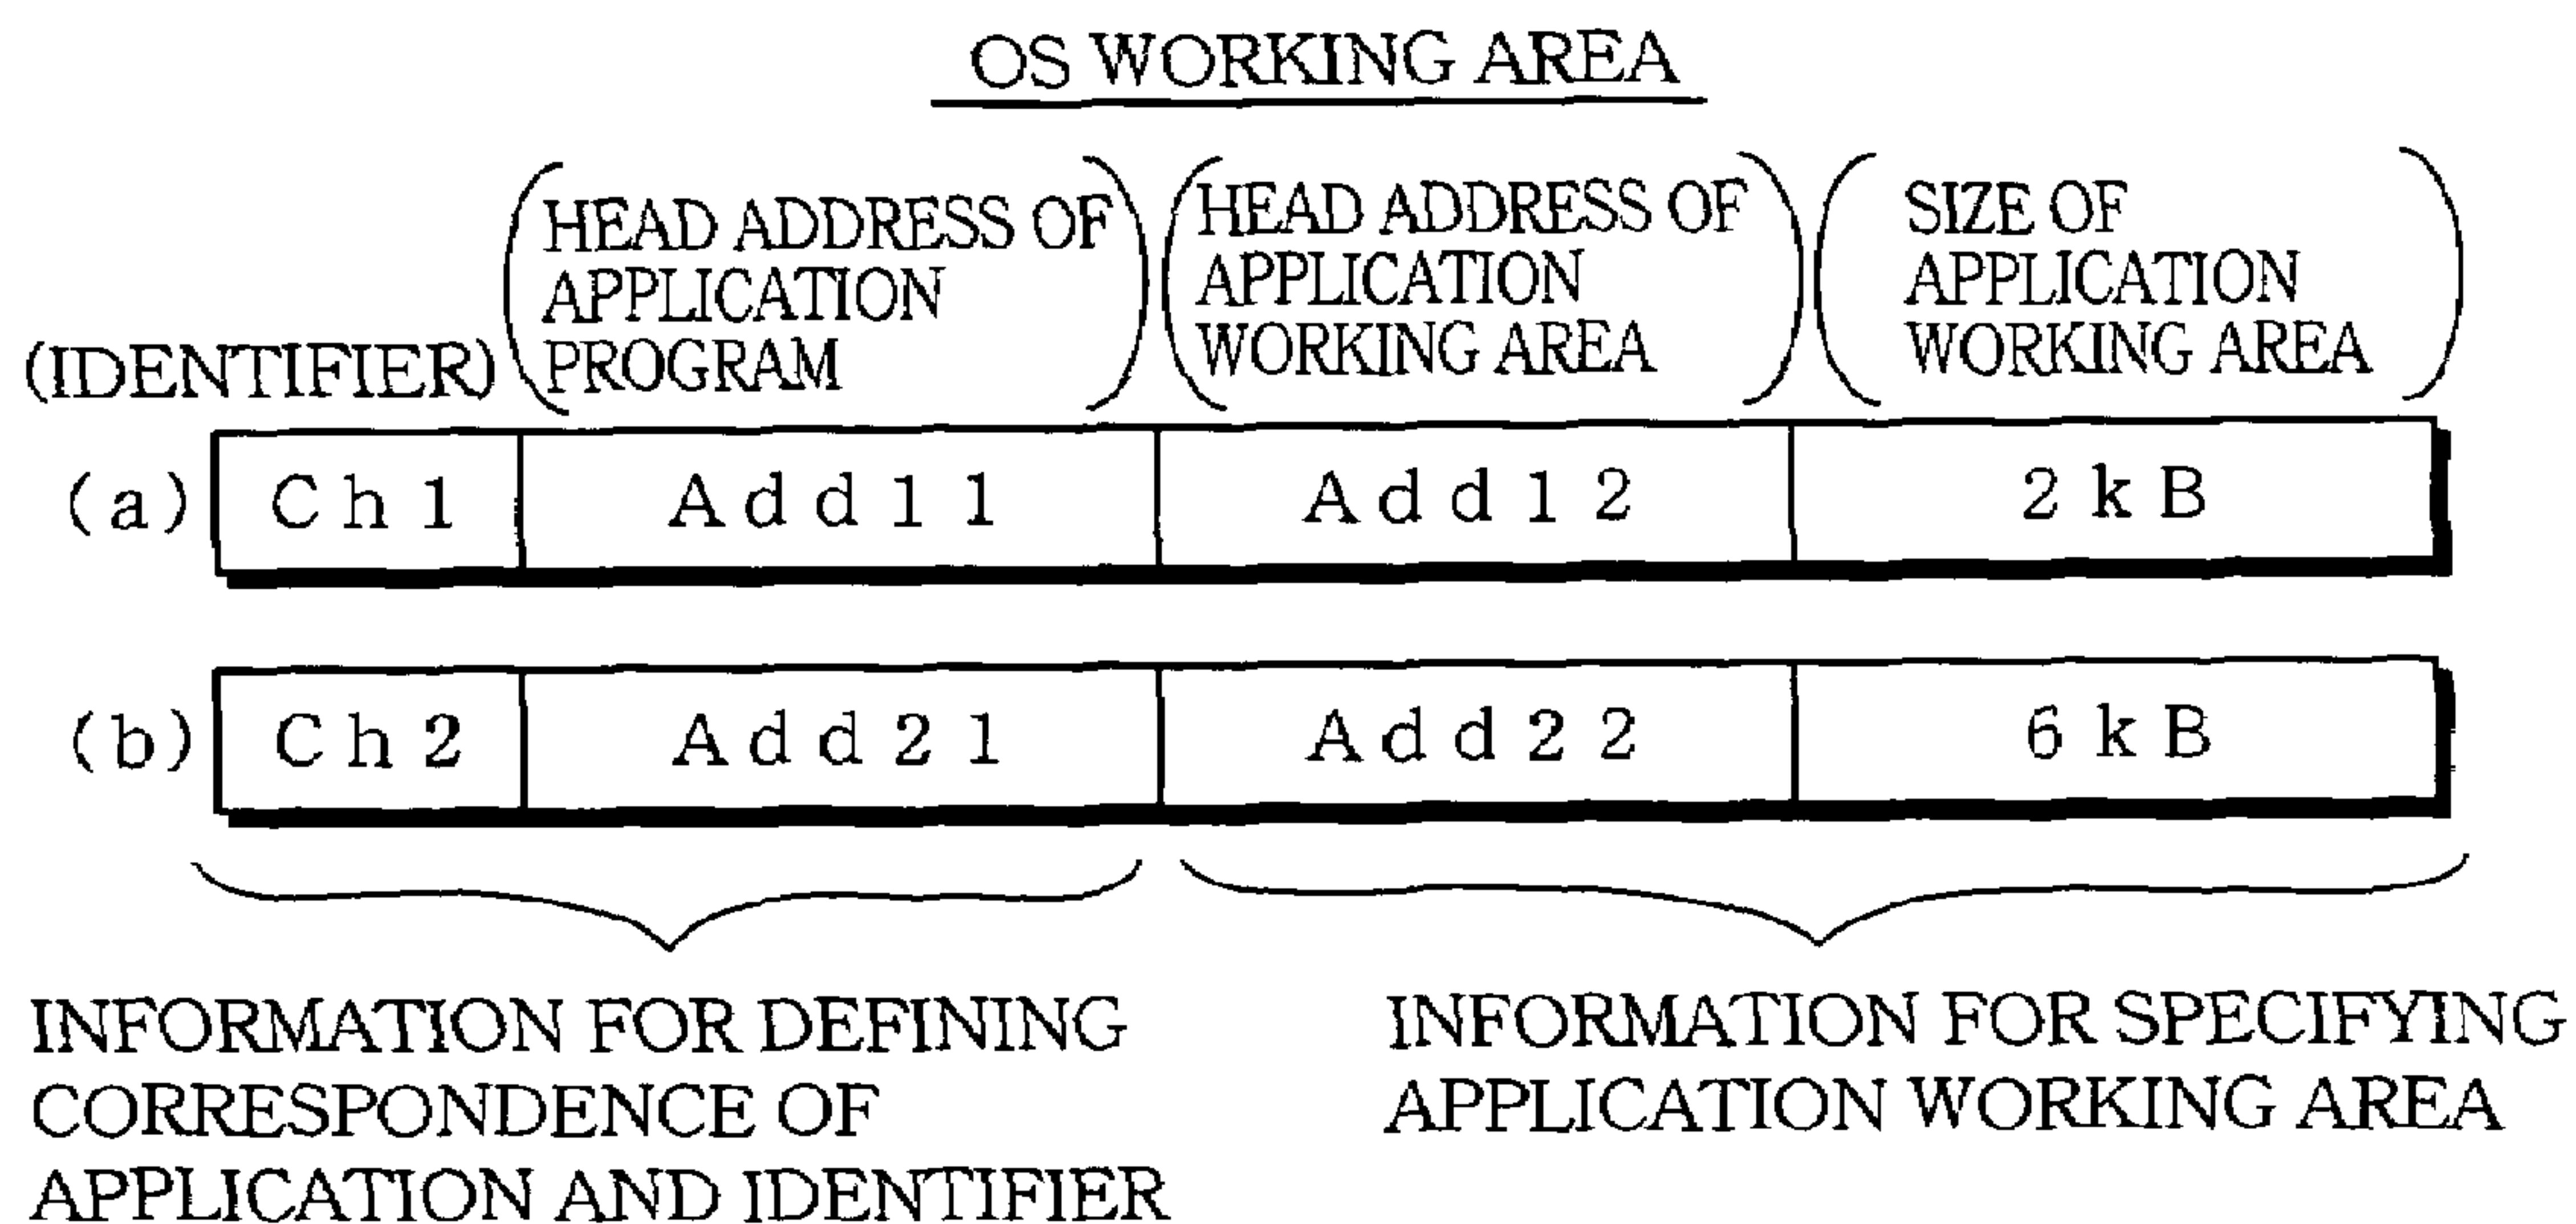 OS WORKING AREA
(IDENTIFIER)
(HEAD ADDRESS OF
APPLICATION
PROGRAM)
(HEAD ADDRESS OF
APPLICATION
WORKING AREA)
(SIZE OF
APPLICATION
WORKING AREA)
(a) Ch1 Add11 Add12 2kB
(b) Ch2 Add21 Add22 6kB
INFORMATION FOR DEFINING
CORRESPONDENCE OF
APPLICATION AND IDENTIFIER
INFORMATION FOR SPECIFYING
APPLICATION WORKING AREA